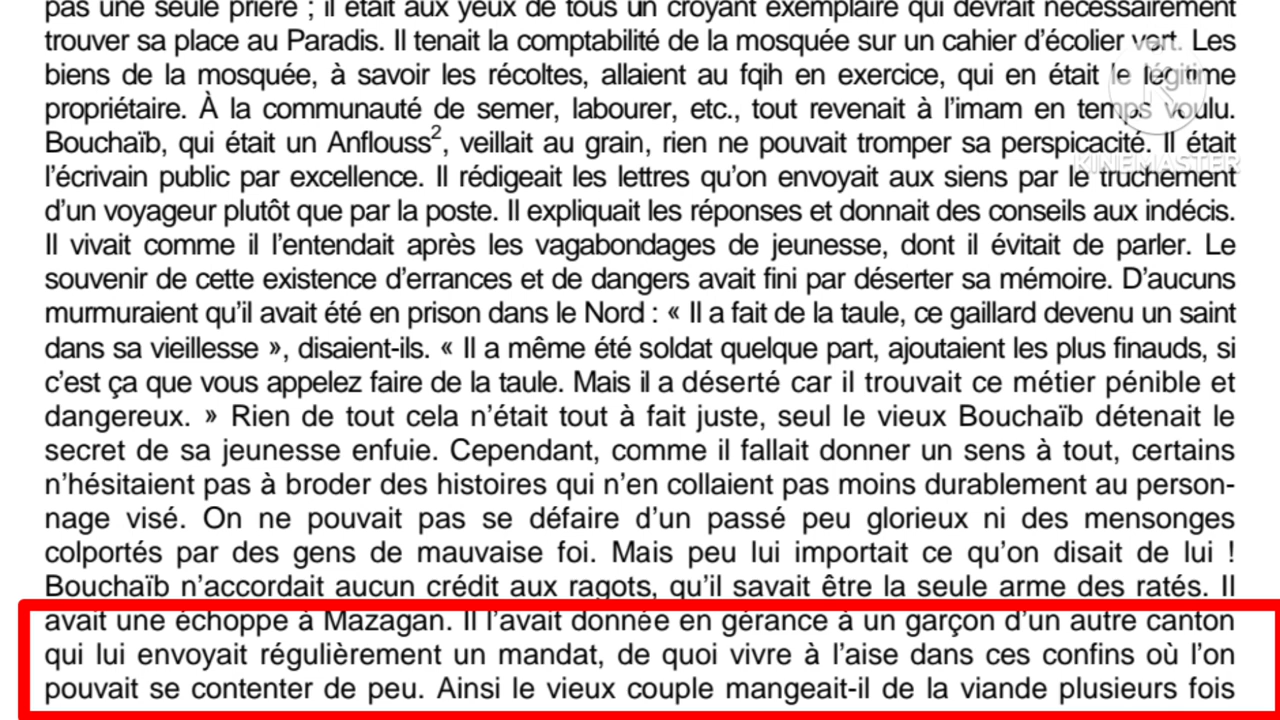 pas une seule prière ; il était aux yeux de tous un croyant exemplaire qui devrait nécessairement
trouver sa place au Paradis. Il tenait la comptabilité de la mosquée sur un cahier d’écolier vert. Les
biens de la mosquée, à savoir les récoltes, allaient au fqih en exercice, qui en était le légitime
propriétaire. À la communauté de semer, labourer, etc., tout revenait à l’imam en temps voulu.
Bouchaïb, qui était un Anflouss2, veillait au grain, rien ne pouvait tromper sa perspicacité. Il était
KINEMASTER
l’écrivain public par excellence. Il rédigeait les lettres qu’on envoyait aux siens par le truchement
d’un voyageur plutôt que par la poste. Il expliquait les réponses et donnait des conseils aux indécis.
Il vivait comme il l’entendait après les vagabondages de jeunesse, dont il évitait de parler. Le
souvenir de cette existence d’errances et de dangers avait fini par déserter sa mémoire. D’aucuns
murmuraient qu’il avait été en prison dans le Nord : « Il a fait de la taule, ce gaillard devenu un saint
dans sa vieillesse », disaient-ils. « Il a même été soldat quelque part, ajoutaient les plus finauds, si
c’est ça que vous appelez faire de la taule. Mais il a déserté car il trouvait ce métier pénible et
dangereux. » Rien de tout cela n’était tout à fait juste, seul le vieux Bouchaïb détenait le
secret de sa jeunesse enfuie. Cependant, comme il fallait donner un sens à tout, certains
n’hésitaient pas à broder des histoires qui n’en collaient pas moins durablement au person-
nage visé. On ne pouvait pas se défaire d’un passé peu glorieux ni des mensonges
colportés par des gens de mauvaise foi. Mais peu lui importait ce qu’on disait de lui !
Bouchaïb n’accordait aucun crédit aux ragots, qu’il savait être la seule arme des ratés. Il
avait une échoppe à Mazagan. Il l’avait donnée en gérance à un garçon d’un autre canton
qui lui envoyait régulièrement un mandat, de quoi vivre à l’aise dans ces confins où l’on
pouvait se contenter de peu. Ainsi le vieux couple mangeait-il de la viande plusieurs fois